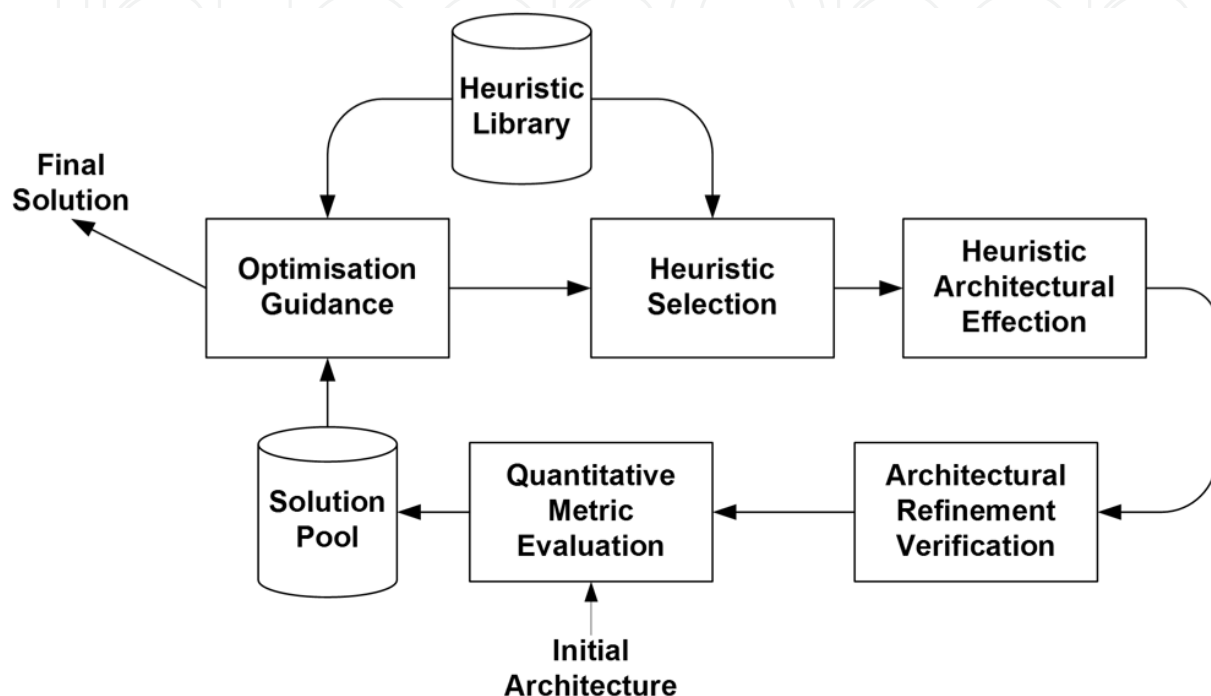 Heuristic
Library
Final
Solution
Optimisation
Guidance
Heuristic
Selection
Heuristic
Architectural
Effection
Solution
Pool
Quantitative
Metric
Evaluation
Architectural
Refinement
Verification
Initial
Architecture